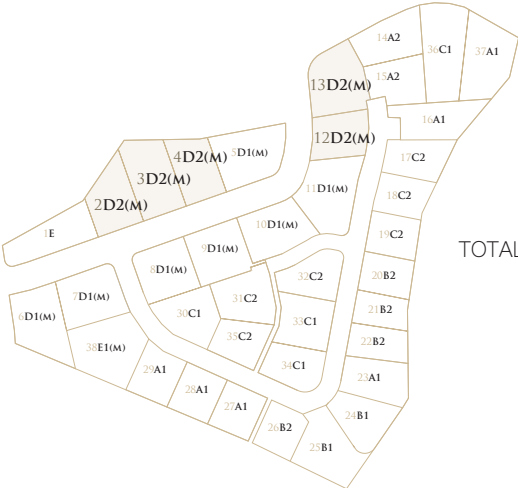 14A2
36C1
37A1
15A2
13D2(M)
16A1
12D2(M)
5D1(M)
4D2(M)
17C2
3D2(M)
11D1(M)
18C2
2D2(M)
10D1(M)
1E
19C2
9D1(M)
TOTAL
8D1(M)
32C2
20B2
7D1(M)
31C2
6D1(M)
30C1
33C1
21B2
35C2
22B2
38E1(M)
34C1
29A1
23A1
28A1
27A1
24B1
26B2
25B1